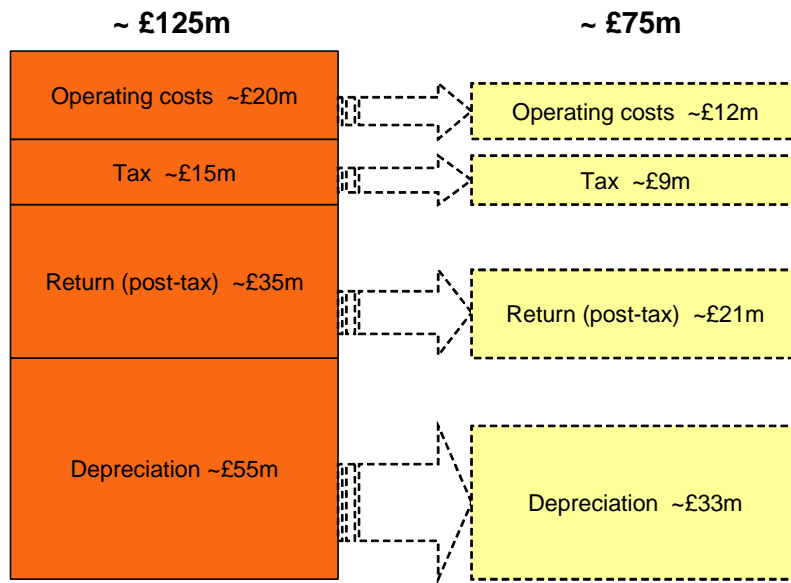 ~ £125m
~ £75m
Operating costs ~£20m
Operating costs ~£12m
Tax ~£15m
Tax ~£9m
Return (post-tax) ~£35m
Return (post-tax) ~£21m
Depreciation ~£55m
Depreciation ~£33m